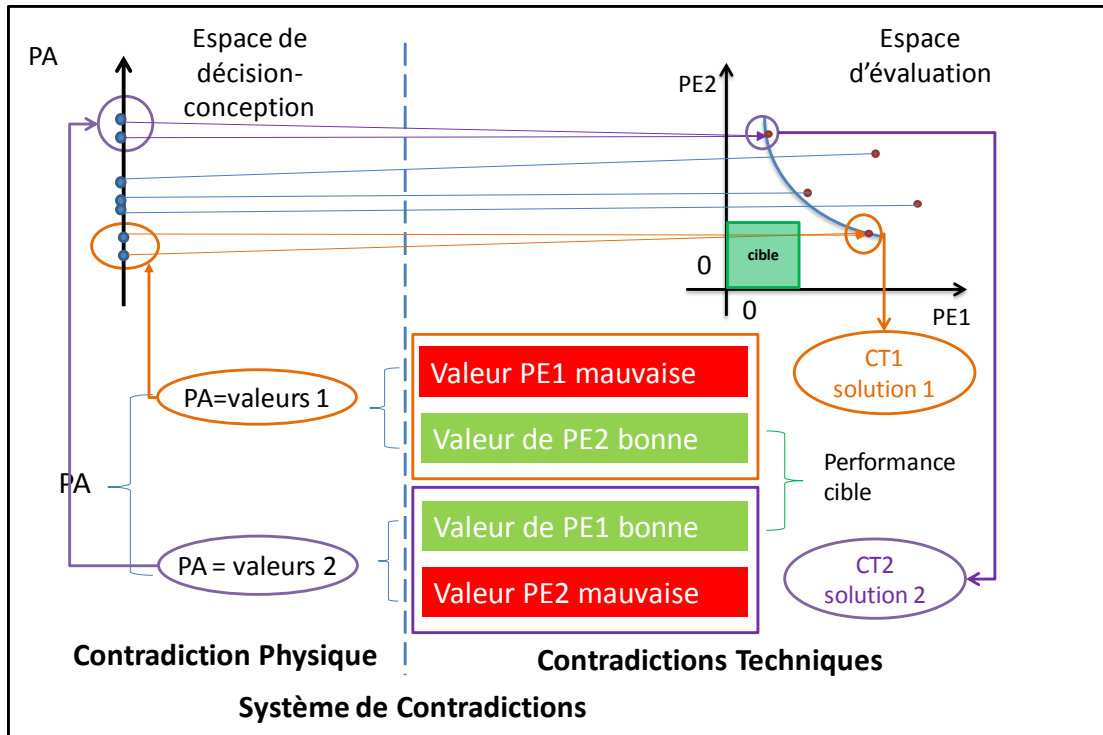 PA
Espace de
décision-
conception
Espace
d'évaluation
PE2
cible
0
0
PE1
CT1
solution 1
Valeur PE1 mauvaise
PA=valeurs 1
Valeur de PE2 bonne
Performance
cible
PA
Valeur de PE1 bonne
PA = valeurs 2
CT2
solution 2
Valeur PE2 mauvaise
Contradiction Physique
Contradictions Techniques
Système de Contradictions